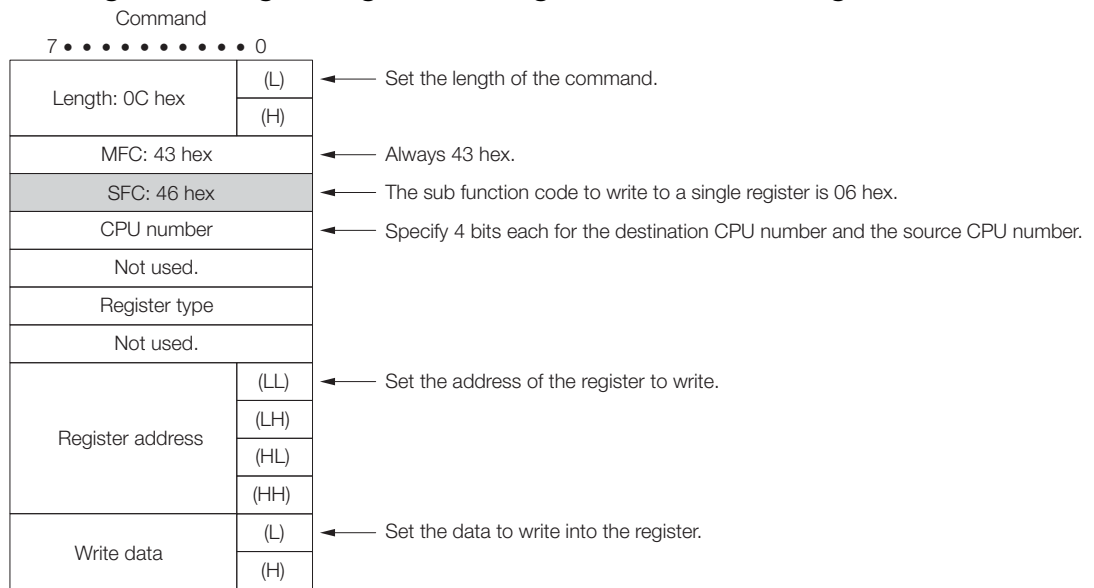 Command
7 • • • • • • • • • • 0
Length: 0C hex (L) Set the length of the command.
(H)
MFC: 43 hex Always 43 hex.
SFC: 46 hex The sub function code to write to a single register is 06 hex.
CPU number Specify 4 bits each for the destination CPU number and the source CPU number.
Not used.
Register type
Not used.
Register address (LL) Set the address of the register to write.
(LH)
(HL)
(HH)
Write data (L) Set the data to write into the register.
(H)